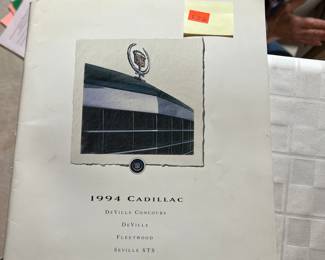 1994 CADILLAC
DEVILLE CONCOURS
DEVILLE
FLEETWOOD
SEVILLE STS